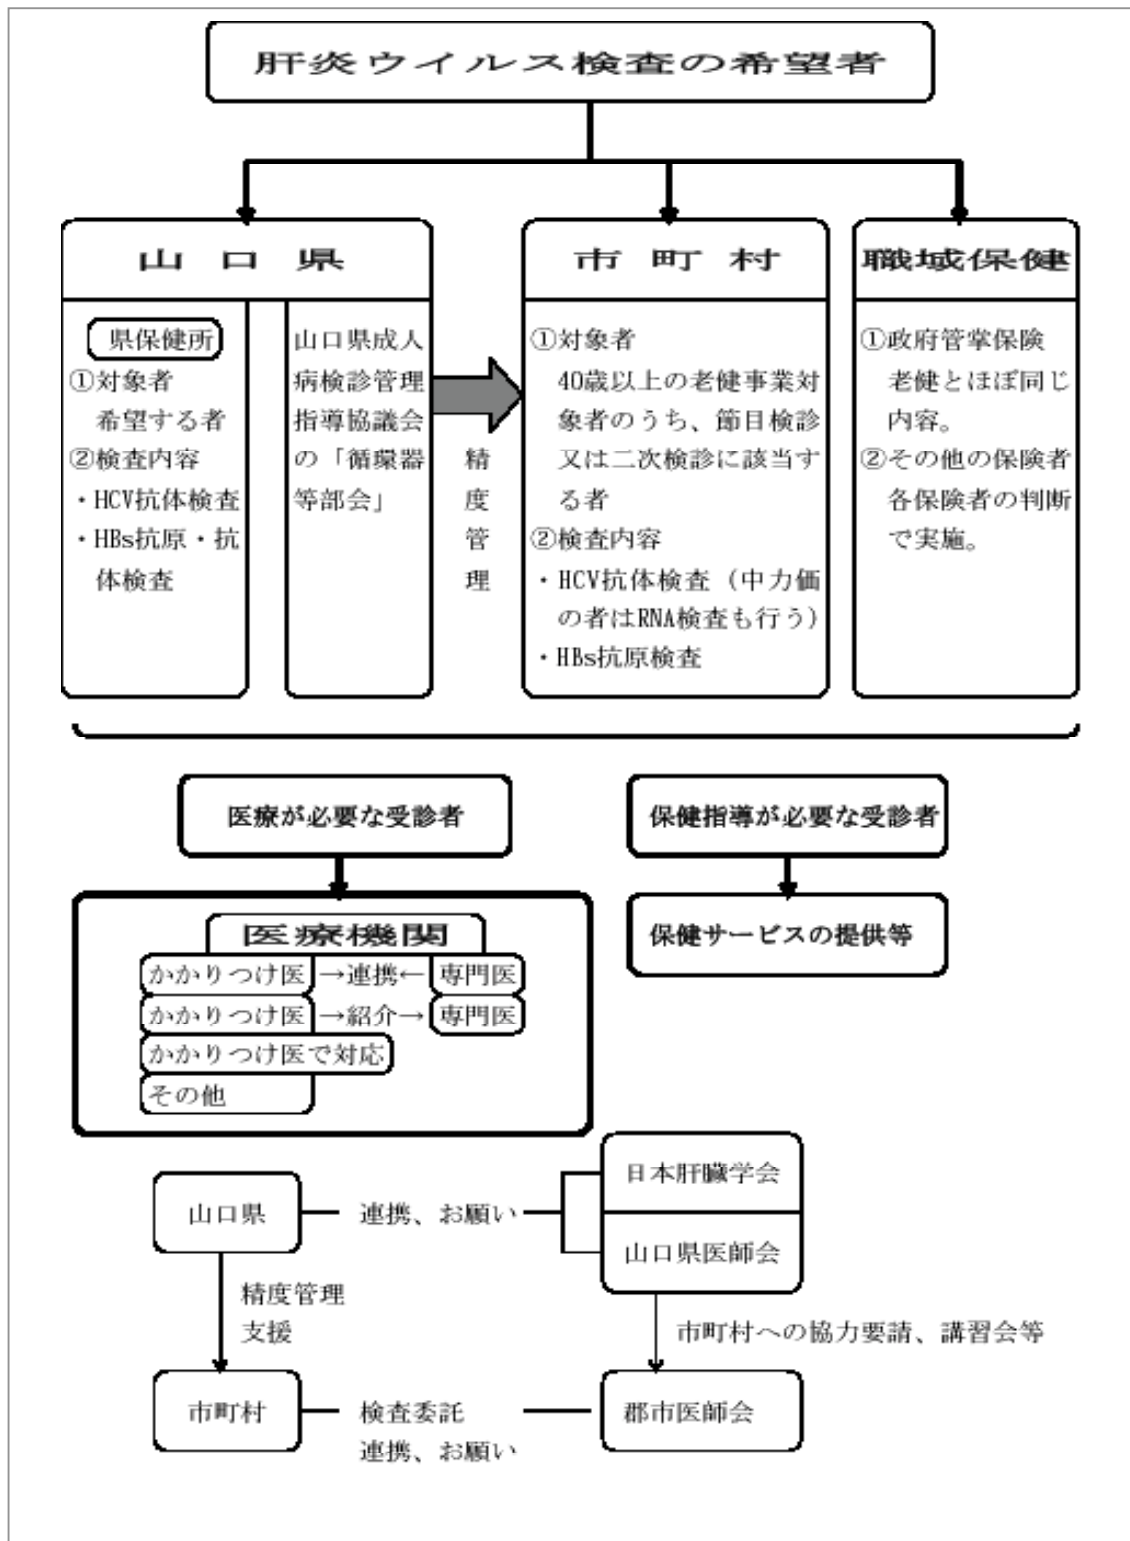 肝炎ウイルス検査の希望者
山口県
県保健所
①対象者
希望する者
②検査内容
・HCV抗体検査
・HBs抗原・抗
体検査
山口県成人
病検診管理
指導協議会
の「循環器
等部会」
精
度
管
理
市町村
①対象者
40歳以上の老健事業対
象者のうち、節目検診
又は二次検診に該当す
る者
②検査内容
・HCV抗体検査（中力価
の者はRNA検査も行う）
・HBs抗原検査
職域保健
①政府管掌保険
老健とほぼ同じ
内容。
②その他の保険者
各保険者の判断
で実施。
医療が必要な受診者
保健指導が必要な受診者
保健サービスの提供等
医療機関
かかりつけ医 →連携← 専門医
かかりつけ医 →紹介→ 専門医
かかりつけ医で対応
その他
山口県
連携、お願い
日本肝臓学会
山口県医師会
精度管理
支援
市町村への協力要請、講習会等
市町村
検査委託
連携、お願い
郡市医師会